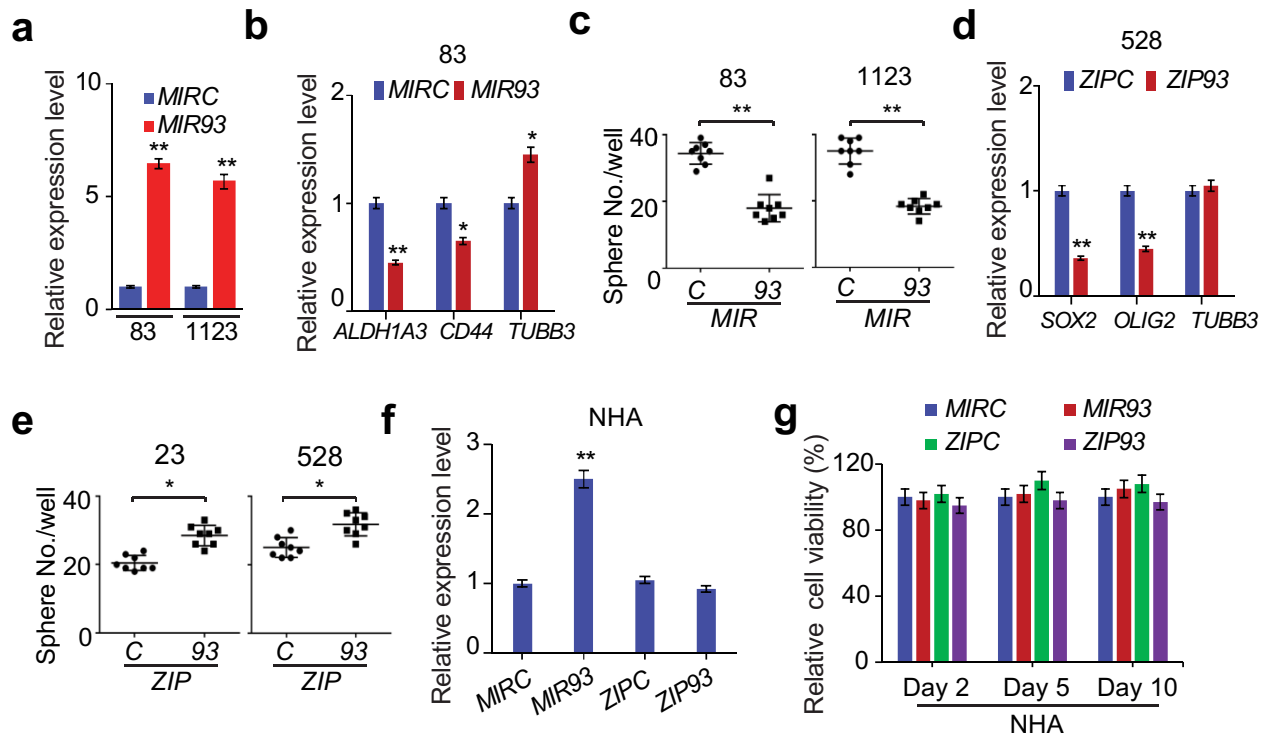 a
Relative expression level
10
5
0
MIRC
MIR93
**
**
83
1123
b
83
MIRC MIR93
Relative expression level
2
1
0
**
*
*
ALDH1A3 CD44 TUBB3
c
83
1123
**
**
Sphere No./well
40
20
0
C 93
C 93
MIR
MIR
d
528
ZIPC ZIP93
Relative expression level
2
1
0
**
**
SOX2 OLIG2 TUBB3
e
23
528
*
*
Sphere No./well
40
20
0
C 93
C 93
ZIP
ZIP
f
NHA
Relative expression level
3
2
1
0
**
MIRC MIR93 ZIPC ZIP93
g
MIRC MIR93
ZIPC ZIP93
Relative cell viability (%)
120
80
40
0
Day 2 Day 5 Day 10
NHA